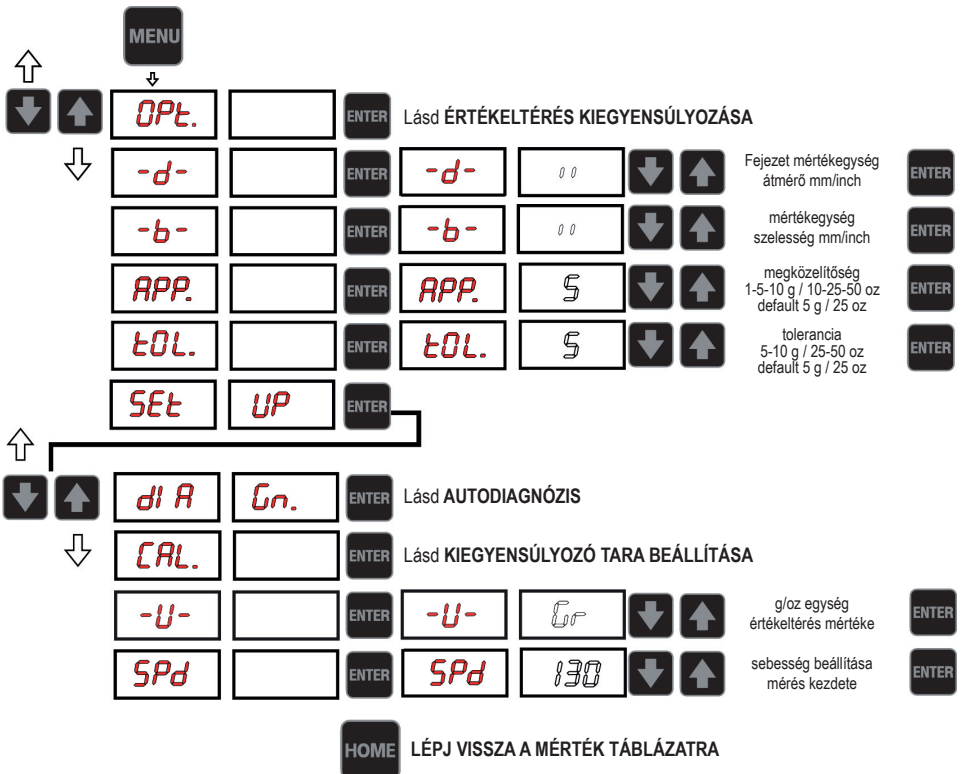 MENU
OPt. ENTER Lásd ÉRTÉKELTÉRÉS KIEGYENSÚLYOZÁSA
-d- ENTER -d- 00 Fejezet mértékegység
átmérő mm/inch ENTER
-b- ENTER -b- 00 mértékegység
szelesség mm/inch ENTER
APP. ENTER APP. 5 megközelítőség
1-5-10 g / 10-25-50 oz
default 5 g / 25 oz ENTER
tOL. ENTER tOL. 5 tolerancia
5-10 g / 25-50 oz
default 5 g / 25 oz ENTER
SEt UP ENTER
dI A Gn. ENTER Lásd AUTODIAGNÓZIS
CAL. ENTER Lásd KIEGYENSÚLYOZÓ TARA BEÁLLÍTÁSA
-U- ENTER -U- Gr g/oz egység
értékeltérés mértéke ENTER
SPd ENTER SPd 130 sebesség beállítása
mérés kezdete ENTER
HOME LÉPJ VISSZA A MÉRTÉK TÁBLÁZATRA